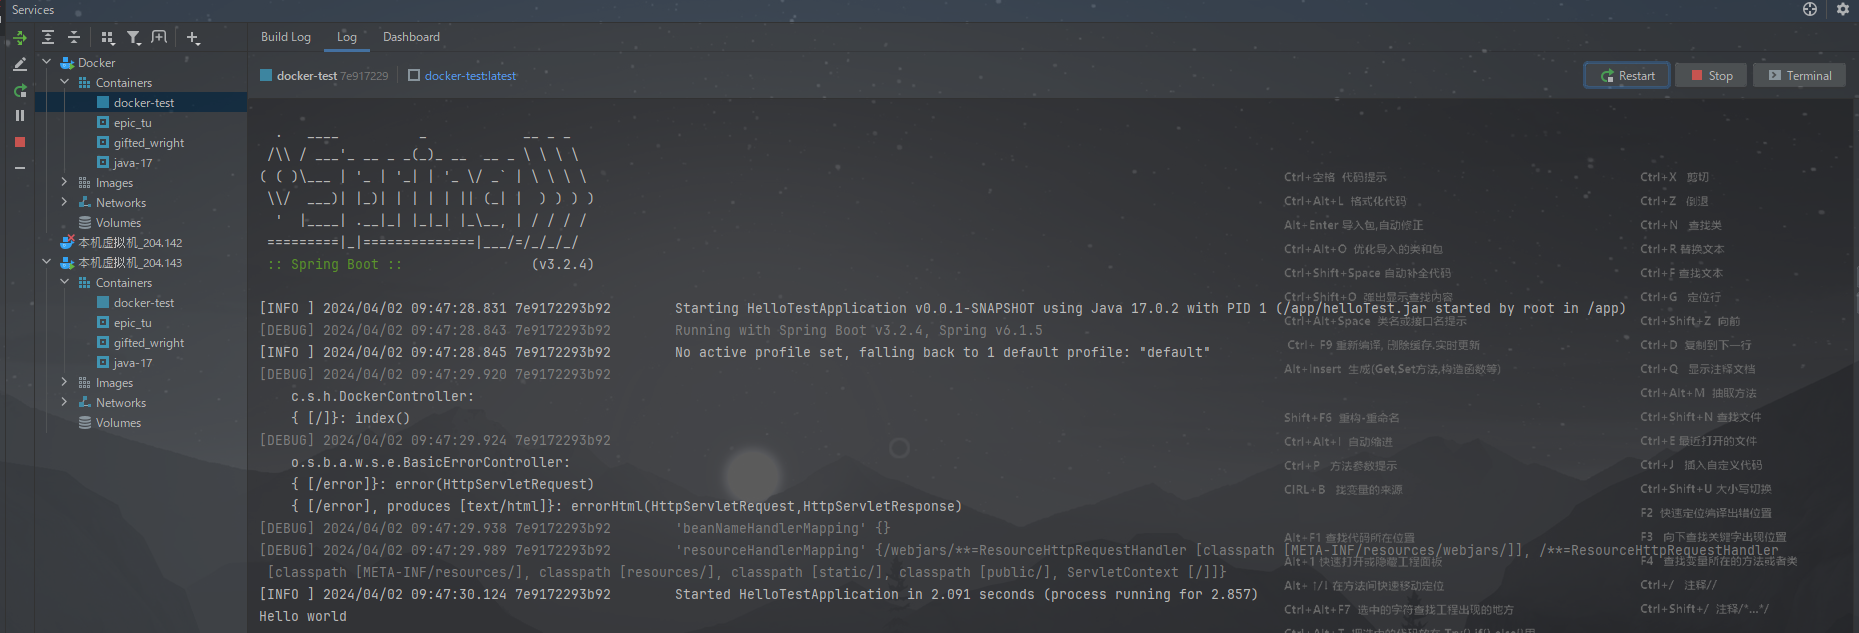 Services
Build Log Log Dashboard
Docker
Containers
docker-test
epic_tu
gifted_wright
java-17
Images
Networks
Volumes
本机虚拟机_204.142
本机虚拟机_204.143
Containers
docker-test
epic_tu
gifted_wright
java-17
Images
Networks
Volumes
docker-test 7e917229 docker-test:latest
Restart Stop Terminal
  .   ____          _            __ _ _
 /\\ / ___'_ __ _ _(_)_ __  __ _ \ \ \ \
( ( )\___ | '_ | '_| | '_ \/ _` | \ \ \ \
 \\/  ___)| |_)| | | | | || (_| |  ) ) ) )
  '  |____| .__|_| |_|_| |_\__, | / / / /
 =========|_|==============|___/=/_/_/_/
 :: Spring Boot ::                (v3.2.4)
[INFO ] 2024/04/02 09:47:28.831 7e9172293b92 Starting HelloTestApplication v0.0.1-SNAPSHOT using Java 17.0.2 with PID 1 (/app/helloTest.jar started by root in /app)
[DEBUG] 2024/04/02 09:47:28.843 7e9172293b92 Running with Spring Boot v3.2.4, Spring v6.1.5
[INFO ] 2024/04/02 09:47:28.845 7e9172293b92 No active profile set, falling back to 1 default profile: "default"
[DEBUG] 2024/04/02 09:47:29.920 7e9172293b92
c.s.h.DockerController:
{ [/]}: index()
[DEBUG] 2024/04/02 09:47:29.924 7e9172293b92
o.s.b.a.w.s.e.BasicErrorController:
{ [/error]}: error(HttpServletRequest)
{ [/error], produces [text/html]}: errorHtml(HttpServletRequest,HttpServletResponse)
[DEBUG] 2024/04/02 09:47:29.938 7e9172293b92 'beanNameHandlerMapping' {}
[DEBUG] 2024/04/02 09:47:29.989 7e9172293b92 'resourceHandlerMapping' {/webjars/**=ResourceHttpRequestHandler [classpath [META-INF/resources/webjars/]], /**=ResourceHttpRequestHandler
[classpath [META-INF/resources/], classpath [resources/], classpath [static/], classpath [public/], ServletContext [/]]}
[INFO ] 2024/04/02 09:47:30.124 7e9172293b92 Started HelloTestApplication in 2.091 seconds (process running for 2.857)
Hello world
Ctrl+空格 代码提示
Ctrl+Alt+L 格式化代码
Alt+Enter 导入包,自动修正
Ctrl+Alt+O 优化导入的类和包
Ctrl+Shift+Space 自动补全代码
Ctrl+Shift+O 弹出显示查找内容
Ctrl+Alt+Space 类名或接口名提示
Ctrl+ F9 重新编译, 删除缓存.实时更新
Alt+Insert 生成(Get,Set方法,构造函数等)
Shift+F6 重构-重命名
Ctrl+Alt+I 自动缩进
Ctrl+P 方法参数提示
CIRL+B 找变量的来源
Alt+F1 查找代码所在位置
Alt+1 快速打开或隐藏工程面板
Alt+ ↑/↓ 在方法间快速移动定位
Ctrl+Alt+F7 选中的字符查找工程出现的地方
Ctrl+X 剪切
Ctrl+Z 倒退
Ctrl+N 查找类
Ctrl+R 替换文本
Ctrl+F 查找文本
Ctrl+G 定位行
Ctrl+Shift+Z 向前
Ctrl+D 复制到下一行
Ctrl+Q 显示注释文档
Ctrl+Alt+M 抽取方法
Ctrl+Shift+N 查找文件
Ctrl+E 最近打开的文件
Ctrl+J 插入自定义代码
Ctrl+Shift+U 大小写切换
F2 快速定位编译出错位置
F3 向下查找关键字出现位置
F4 查找变量所在的方法或者类
Ctrl+/ 注释//
Ctrl+Shift+/ 注释/*...*/